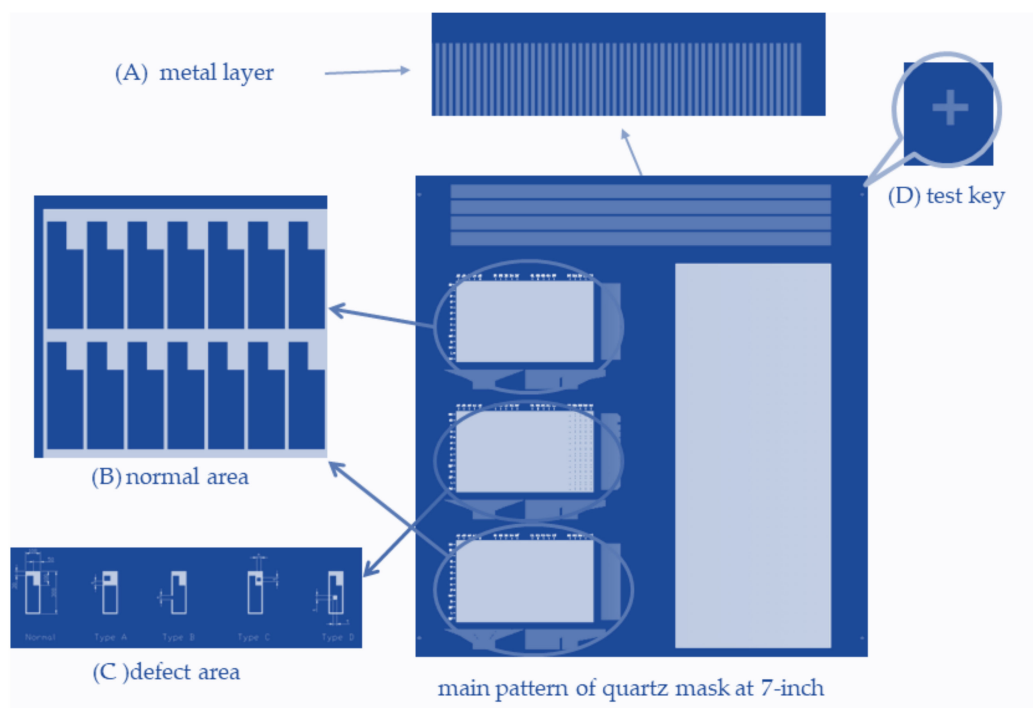 (A) metal layer
(D) test key
(B) normal area
Normal
Type A
Type B
Type C
Type D
(C )defect area
main pattern of quartz mask at 7-inch